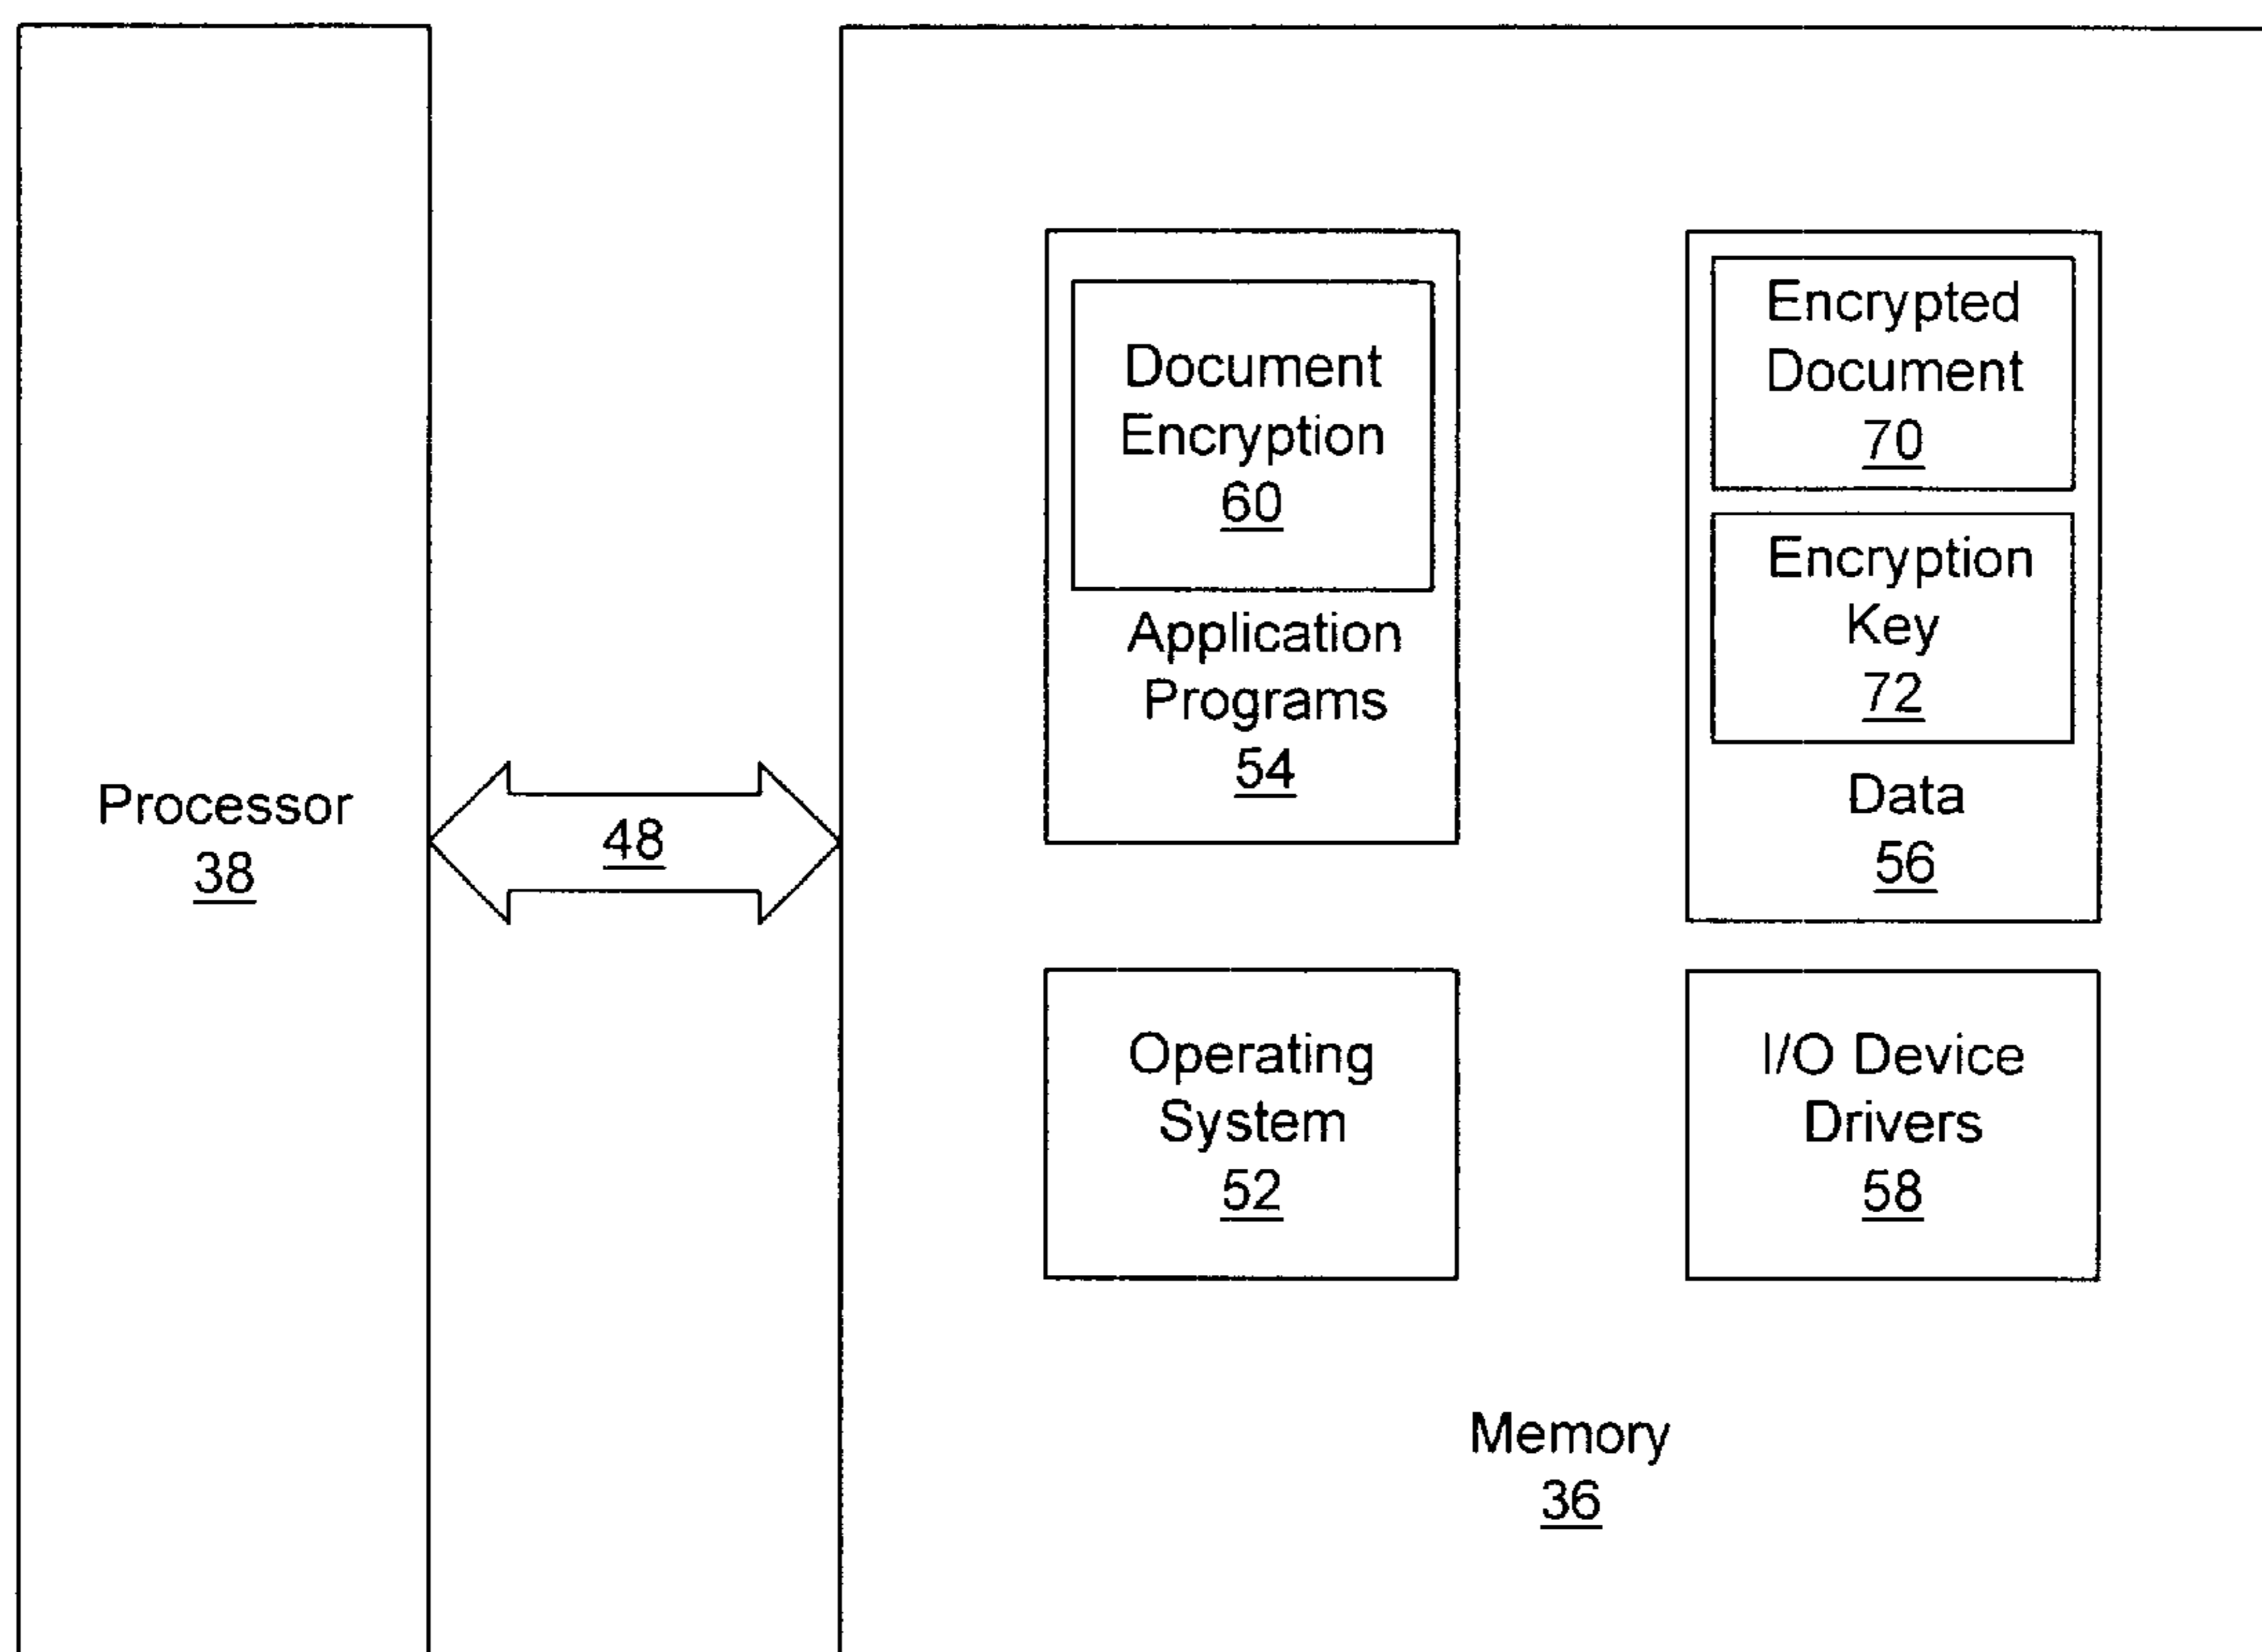 Processor
38
48
Document
Encryption
60
Application
Programs
54
Encrypted
Document
70
Encryption
Key
72
Data
56
Operating
System
52
I/O Device
Drivers
58
Memory
36